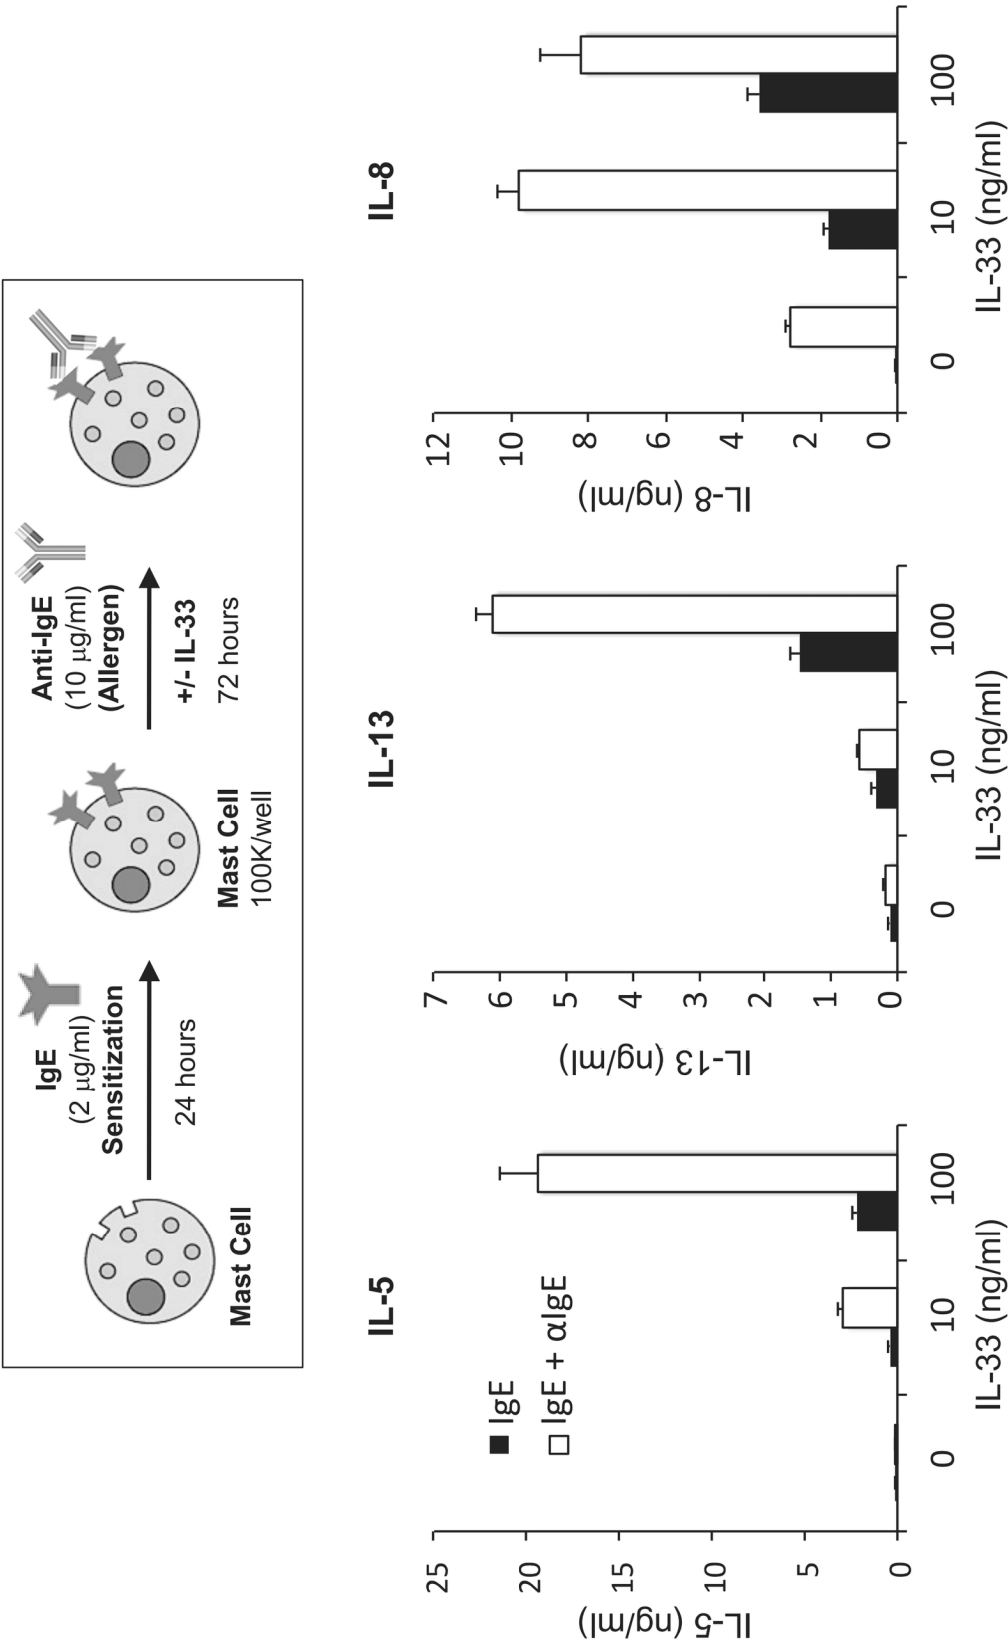 IgE
(2 μg/ml)
Sensitization
24 hours
Mast Cell
Mast Cell
100K/well
Anti-IgE
(10 μg/ml)
(Allergen)
+/- IL-33
72 hours
IL-5
IgE
IgE + αIgE
IL-5 (ng/ml)
25
20
15
10
5
0
0 10 100
IL-33 (ng/ml)
IL-13
IL-13 (ng/ml)
7
6
5
4
3
2
1
0
0 10 100
IL-33 (ng/ml)
IL-8
IL-8 (ng/ml)
12
10
8
6
4
2
0
0 10 100
IL-33 (ng/ml)